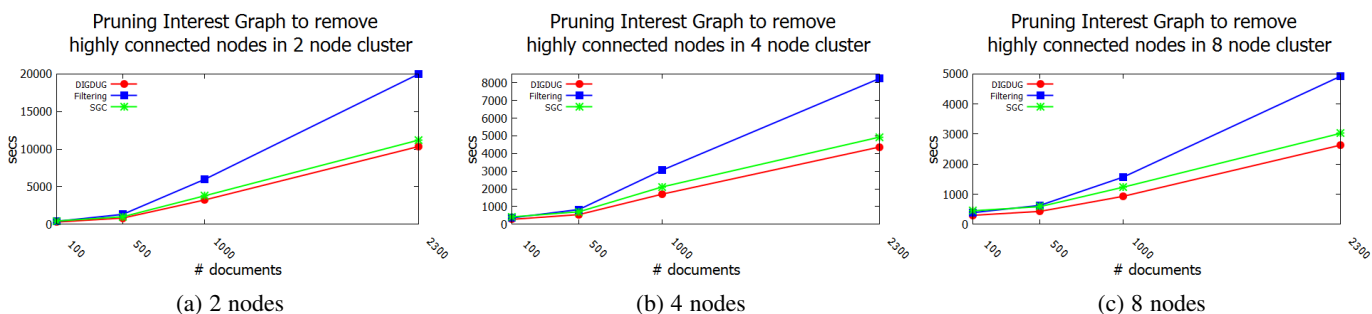 Pruning Interest Graph to remove
highly connected nodes in 2 node cluster
20000
15000
10000
5000
0
secs
DIGDUG
Filtering
SGC
100
500
1000
2300
# documents
(a) 2 nodes
Pruning Interest Graph to remove
highly connected nodes in 4 node cluster
8000
7000
6000
5000
4000
3000
2000
1000
0
secs
DIGDUG
Filtering
SGC
100
500
1000
2300
# documents
(b) 4 nodes
Pruning Interest Graph to remove
highly connected nodes in 8 node cluster
5000
4000
3000
2000
1000
0
secs
DIGDUG
Filtering
SGC
100
500
1000
2300
# documents
(c) 8 nodes